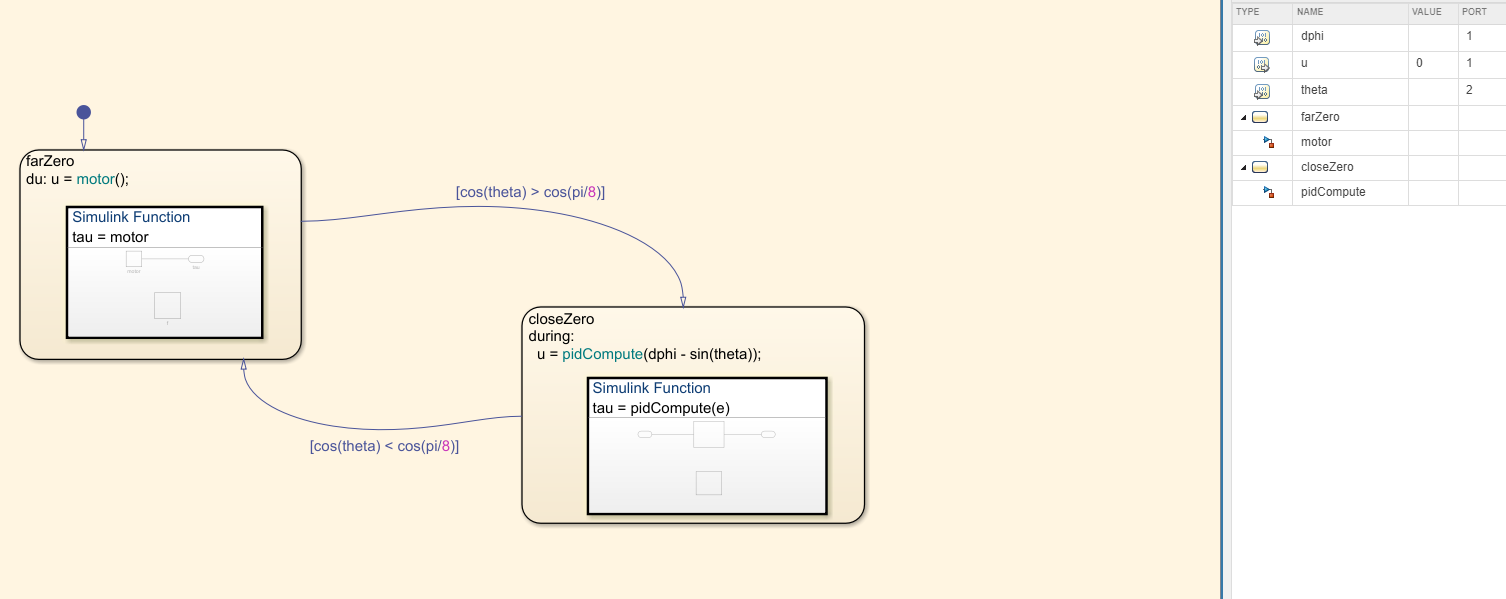 farZero
du: u = motor();
Simulink Function
tau = motor
motor
tau
f
[cos(theta) > cos(pi/8)]
closeZero
during:
u = pidCompute(dphi - sin(theta));
Simulink Function
tau = pidCompute(e)
[cos(theta) < cos(pi/8)]
TYPE NAME VALUE PORT
dphi 1
u 0 1
theta 2
farZero
motor
closeZero
pidCompute